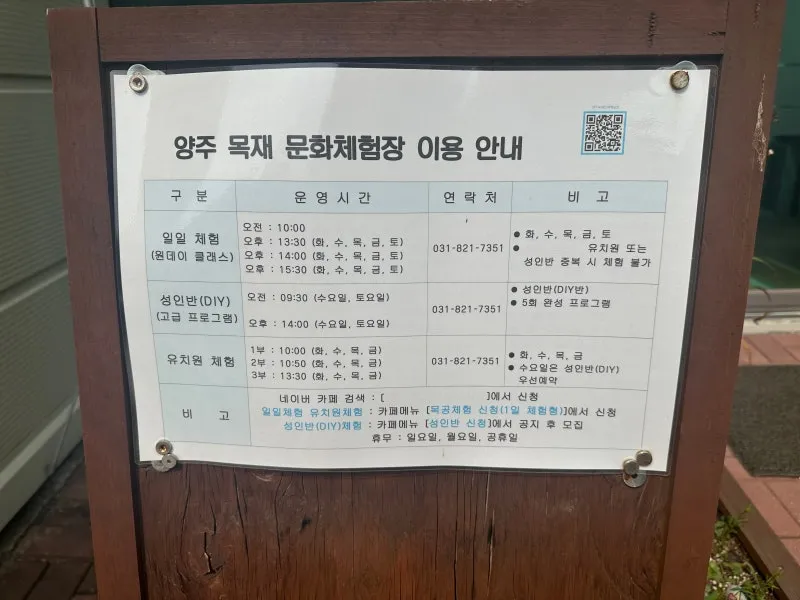 양주 목재 문화체험장 이용 안내
구 분 운 영 시 간 연 락 처 비 고
일일 체험
(원데이 클래스)
오전 : 10:00
오후 : 13:30 (화, 수, 목, 금, 토)
오후 : 14:00 (화, 수, 목, 금, 토)
오후 : 15:30 (화, 수, 목, 금, 토)
031-821-7351
● 화, 수, 목, 금, 토
● 유치원 또는
성인반 중복 시 체험 불가
성인반(DIY)
(고급 프로그램)
오전 : 09:30 (수요일, 토요일)
오후 : 14:00 (수요일, 토요일)
031-821-7351
● 성인반(DIY반)
● 5회 완성 프로그램
유치원 체험
1부 : 10:00 (화, 수, 목, 금)
2부 : 10:50 (화, 수, 목, 금)
3부 : 13:30 (화, 수, 목, 금)
031-821-7351
● 화, 수, 목, 금
● 수요일은 성인반(DIY)
우선예약
비 고
네이버 카페 검색 : [ ]에서 신청
일일체험 유치원체험 : 카페메뉴 [목공체험 신청(1일 체험형)]에서 신청
성인반(DIY)체험 : 카페메뉴 [성인반 신청]에서 공지 후 모집
휴무 : 일요일, 월요일, 공휴일